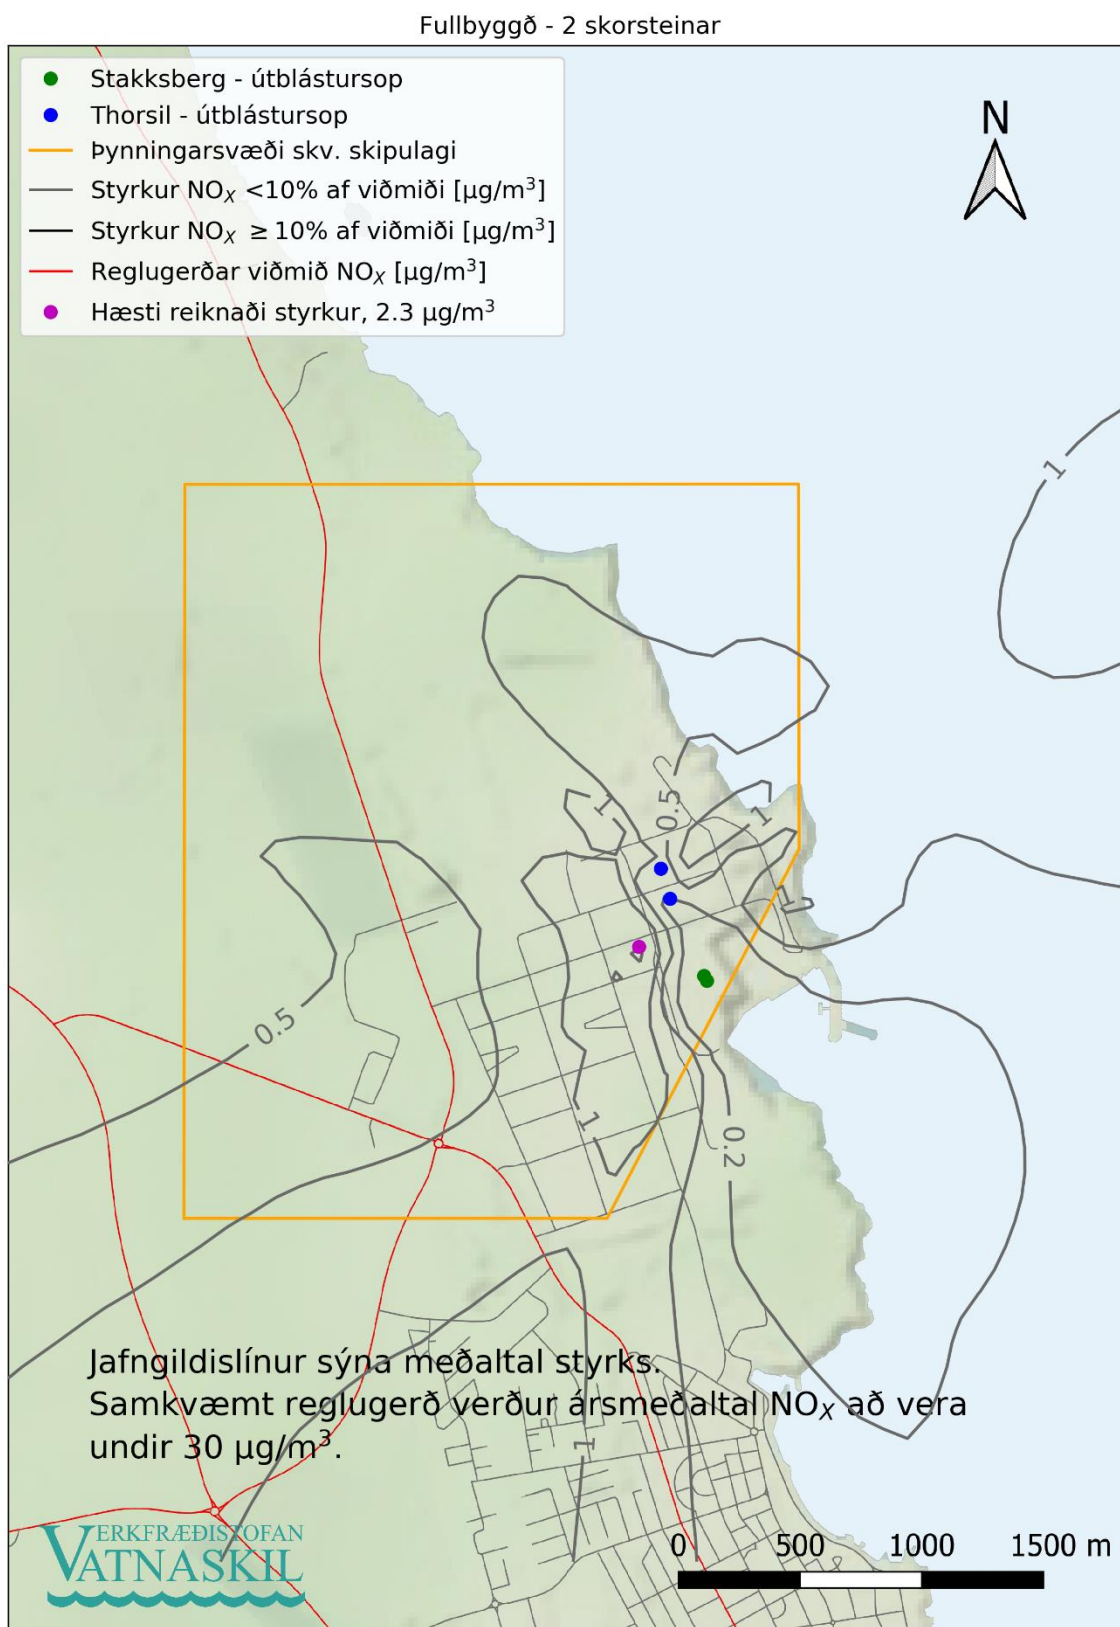 Fullbyggð - 2 skorsteinar
Stakksberg - útblástursop
Thorsil - útblástursop
Þynningarsvæði skv. skipulagi
Styrkur NOₓ <10% af viðmiði [µg/m³]
Styrkur NOₓ ≥ 10% af viðmiði [µg/m³]
Reglugerðar viðmið NOₓ [µg/m³]
Hæsti reiknaði styrkur, 2.3 µg/m³
N
1
1
0.5
1
1
0.5
1
0.2
Jafngildislínur sýna meðaltal styrks.
Samkvæmt reglugerð verður ársmeðaltal NOₓ að vera
undir 30 µg/m³.
1
VERKFRÆÐISTOFAN
VATNASKIL
0 500 1000 1500 m